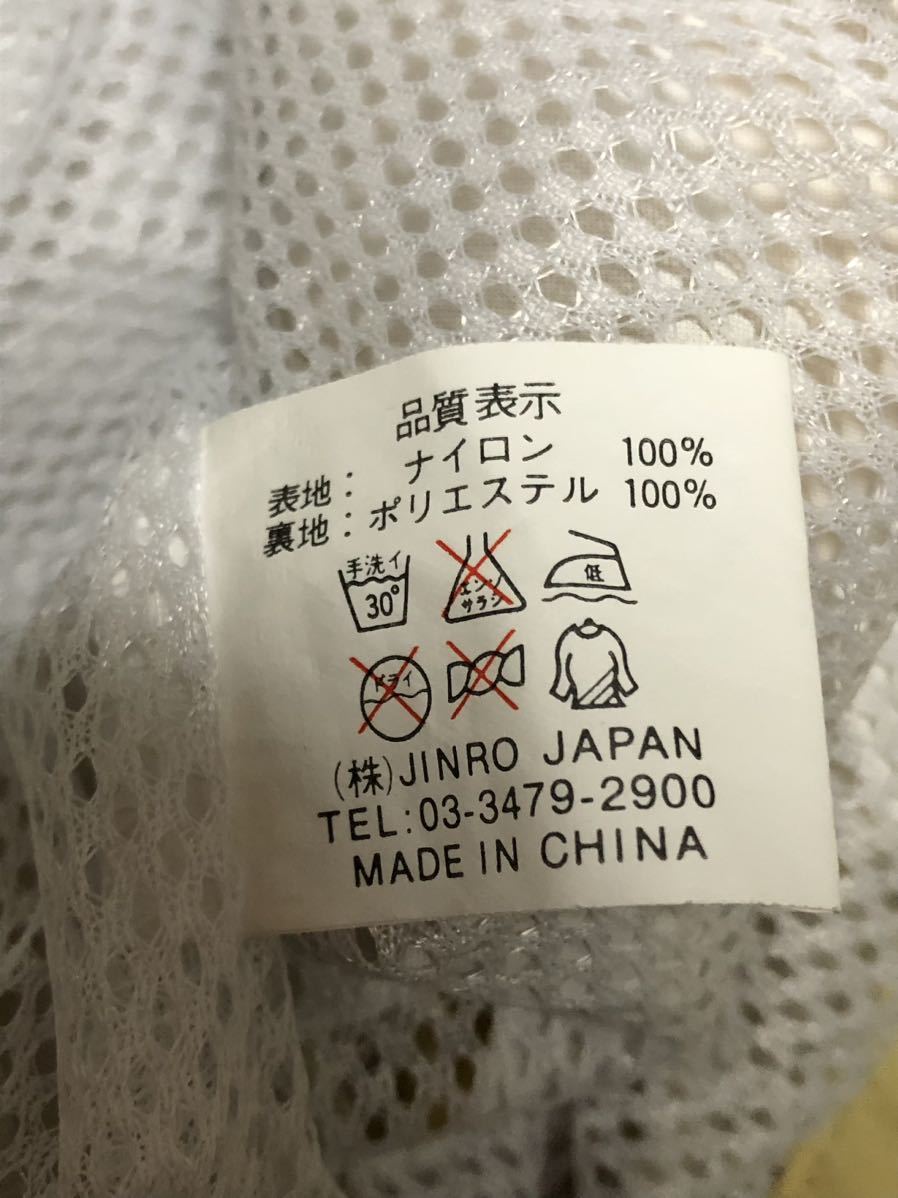 品質表示
表地: ナイロン 100%
裏地:ポリエステル 100%
手洗イ エンソ 低
30° サラシ
ドライ
(株)JINRO JAPAN
TEL:03-3479-2900
MADE IN CHINA